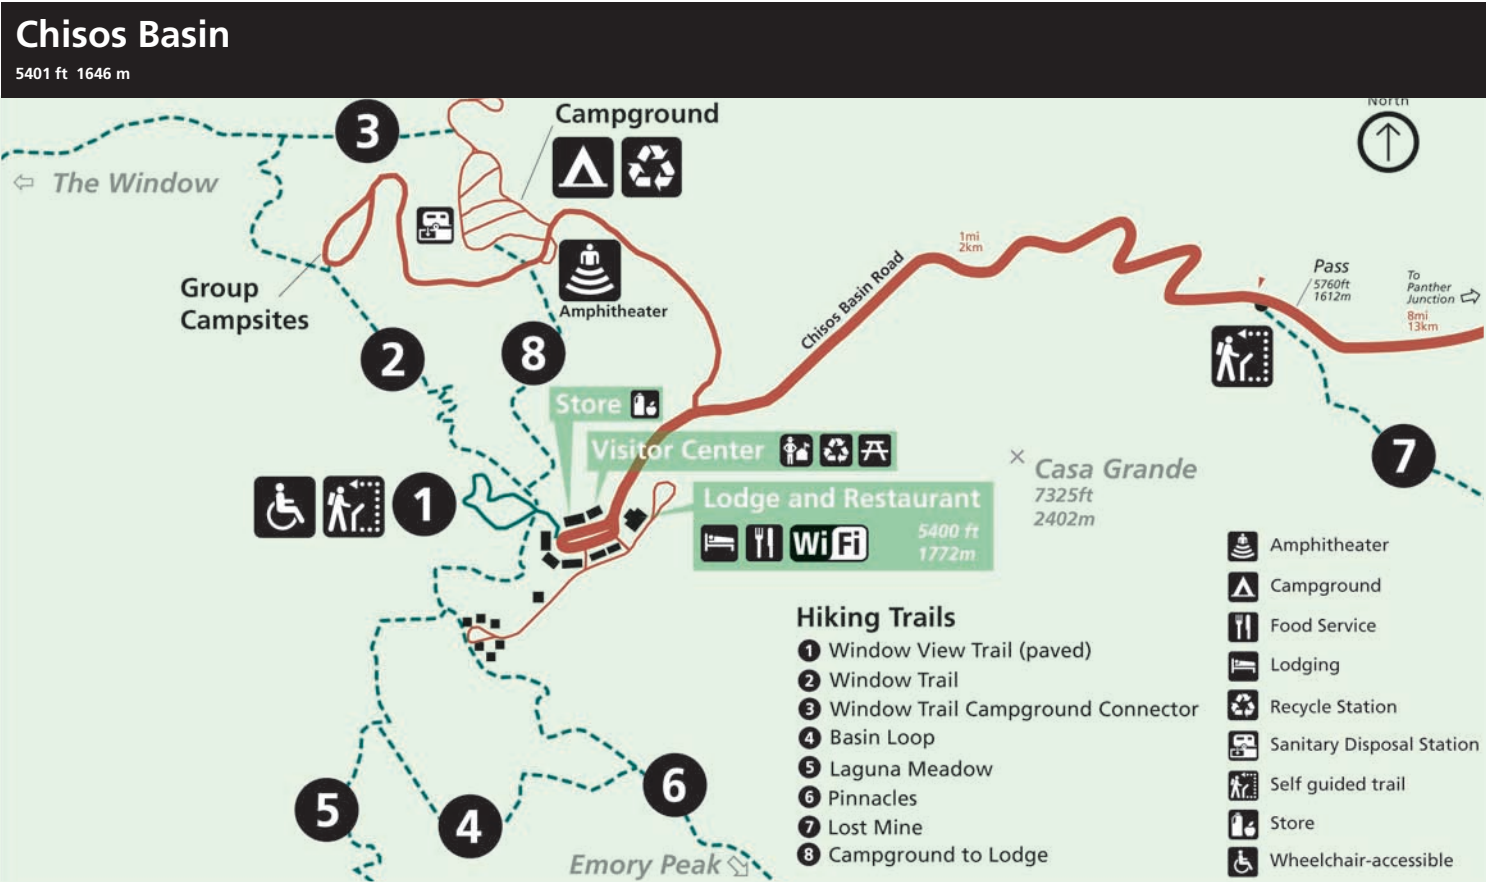 Chisos Basin
5401 ft 1646 m
North
Campground
3
The Window
Group
Campsites
Amphitheater
1mi
2km
Chisos Basin Road
Pass
5760ft
1612m
To
Panther
Junction
8mi
13km
2
8
Store
Visitor Center
7
Casa Grande
7325ft
2402m
1
Lodge and Restaurant
WiFi
5400 ft
1772m
5
4
6
Emory Peak
Hiking Trails
1 Window View Trail (paved)
2 Window Trail
3 Window Trail Campground Connector
4 Basin Loop
5 Laguna Meadow
6 Pinnacles
7 Lost Mine
8 Campground to Lodge
Amphitheater
Campground
Food Service
Lodging
Recycle Station
Sanitary Disposal Station
Self guided trail
Store
Wheelchair-accessible